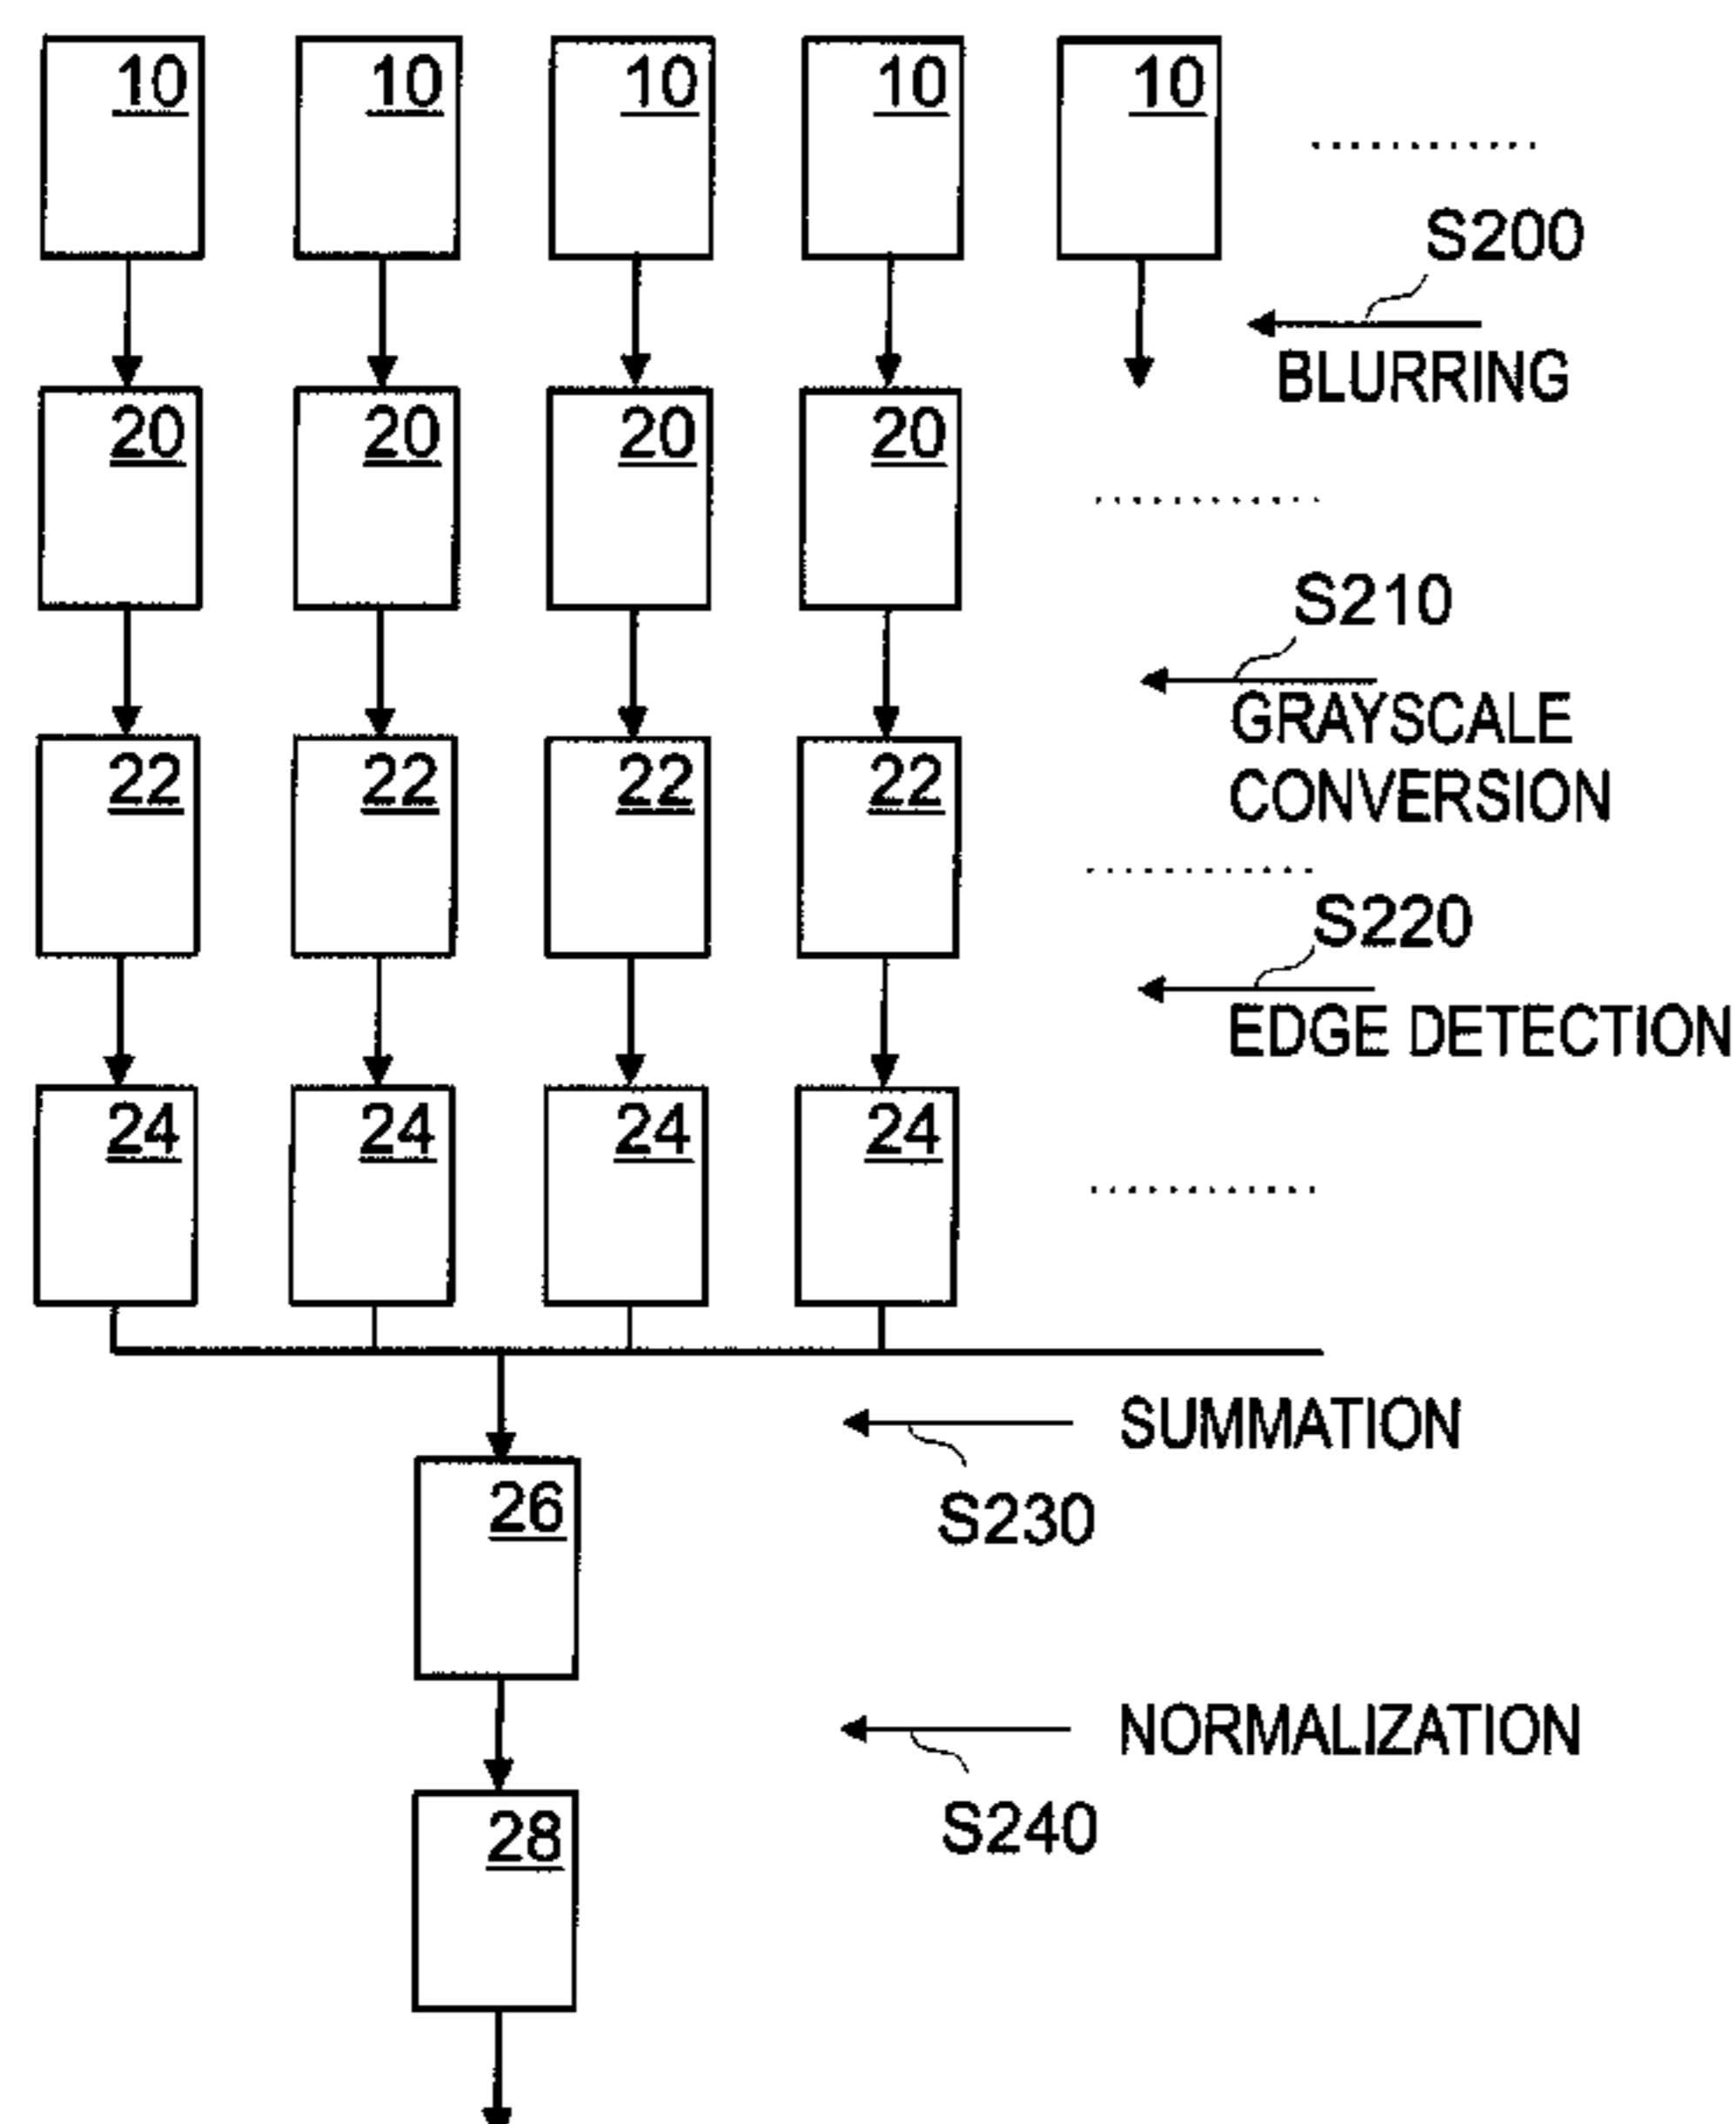 10 10 10 10 10
S200
BLURRING
20 20 20 20
S210
GRAYSCALE
CONVERSION
22 22 22 22
S220
EDGE DETECTION
24 24 24 24
SUMMATION
S230
26
NORMALIZATION
S240
28